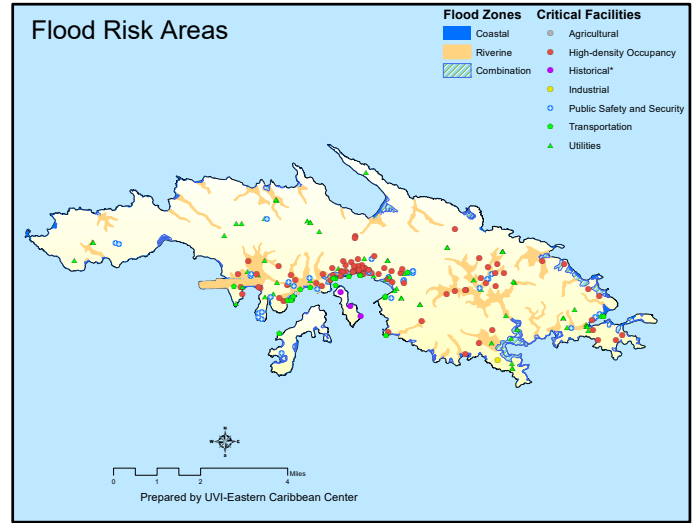 Flood Risk Areas
Flood Zones
Coastal
Riverine
Combination
Critical Facilities
Agricultural
High-density Occupancy
Historical*
Industrial
Public Safety and Security
Transportation
Utilities
N
W E
S
Miles
0 1 2 4
Prepared by UVI-Eastern Caribbean Center